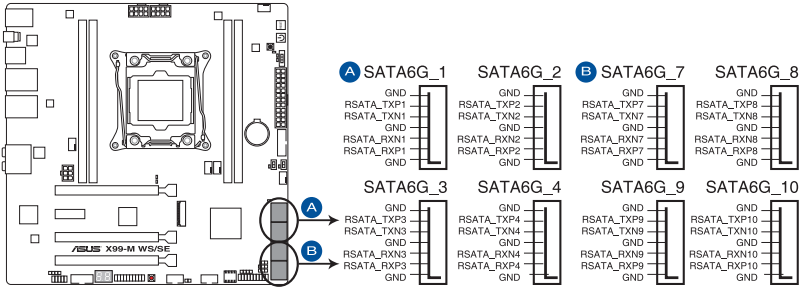 A SATA6G_1
GND
RSATA_TXP1
RSATA_TXN1
GND
RSATA_RXN1
RSATA_RXP1
GND
SATA6G_2
GND
RSATA_TXP2
RSATA_TXN2
GND
RSATA_RXN2
RSATA_RXP2
GND
B SATA6G_7
GND
RSATA_TXP7
RSATA_TXN7
GND
RSATA_RXN7
RSATA_RXP7
GND
SATA6G_8
GND
RSATA_TXP8
RSATA_TXN8
GND
RSATA_RXN8
RSATA_RXP8
GND
SATA6G_3
GND
RSATA_TXP3
RSATA_TXN3
GND
RSATA_RXN3
RSATA_RXP3
GND
SATA6G_4
GND
RSATA_TXP4
RSATA_TXN4
GND
RSATA_RXN4
RSATA_RXP4
GND
SATA6G_9
GND
RSATA_TXP9
RSATA_TXN9
GND
RSATA_RXN9
RSATA_RXP9
GND
SATA6G_10
GND
RSATA_TXP10
RSATA_TXN10
GND
RSATA_RXN10
RSATA_RXP10
GND
A
B
ASUS X99-M WS/SE